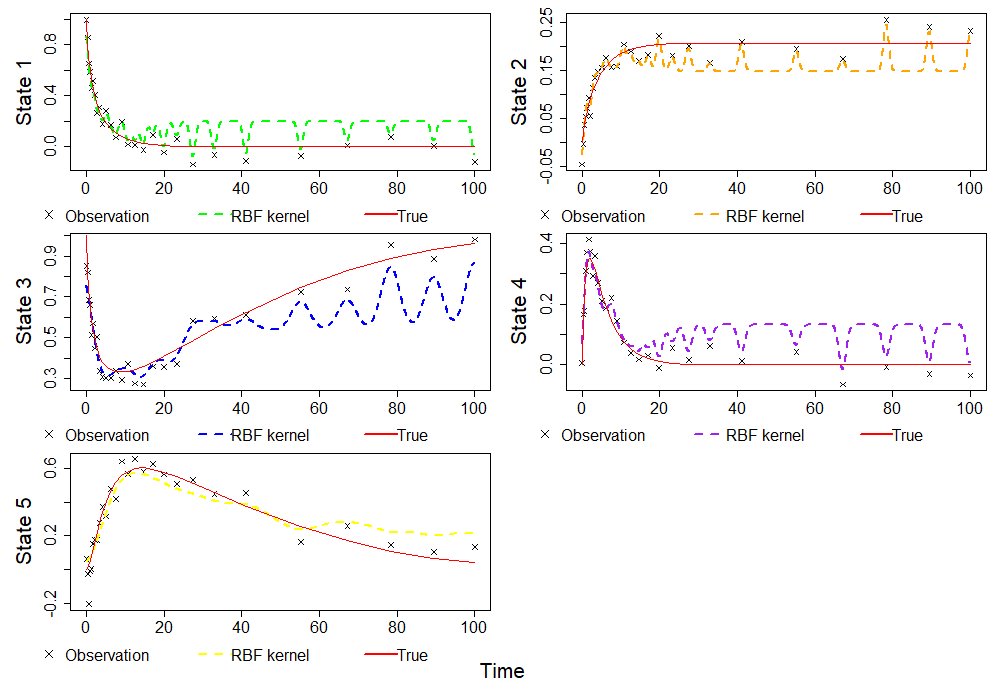 State 1
0.0 0.4 0.8
0 20 40 60 80 100
× Observation RBF kernel True
State 2
-0.05 0.05 0.15 0.25
0 20 40 60 80 100
× Observation RBF kernel True
State 3
0.3 0.5 0.7 0.9
0 20 40 60 80 100
× Observation RBF kernel True
State 4
0.0 0.2 0.4
0 20 40 60 80 100
× Observation RBF kernel True
State 5
-0.2 0.2 0.6
0 20 40 60 80 100
× Observation RBF kernel True
Time